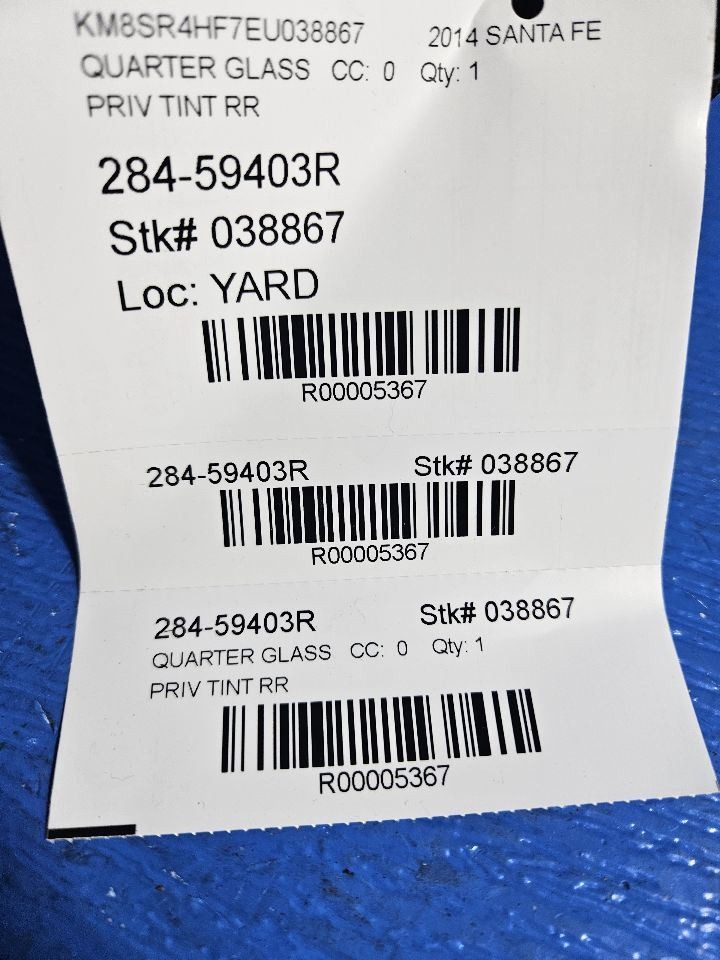 KM8SR4HF7EU038867 2014 SANTA FE
QUARTER GLASS CC: 0 Qty: 1
PRIV TINT RR
284-59403R
Stk# 038867
Loc: YARD
R00005367
284-59403R Stk# 038867
R00005367
284-59403R Stk# 038867
QUARTER GLASS CC: 0 Qty: 1
PRIV TINT RR
R00005367